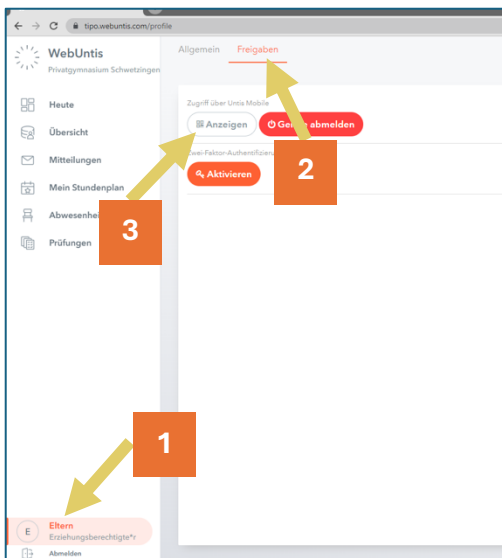 tipo.webuntis.com/profile
WebUntis
Privatgymnasium Schwetzingen
Allgemein Freigaben
Heute
Übersicht
Mitteilungen
Mein Stundenplan
Prüfungen
Zugriff über Untis Mobile
Anzeigen abmelden
Aktivieren
2
3
1
E
Eltern
Erziehungsberechtigte*r
Abmelden